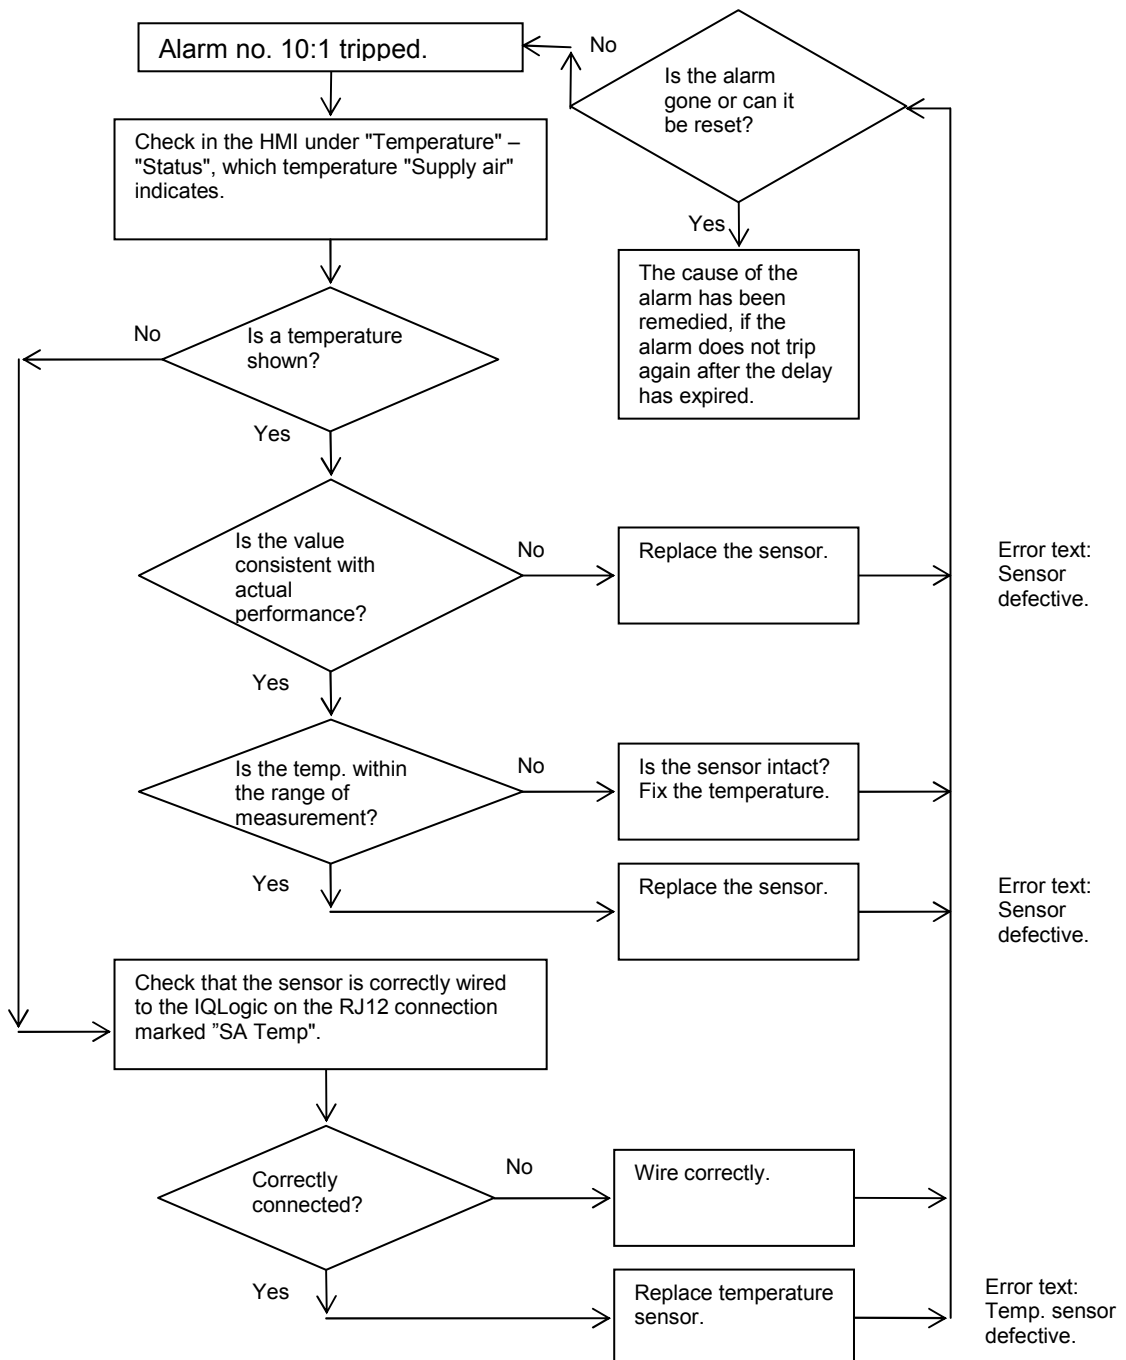 Alarm no. 10:1 tripped.
No
Is the alarm
gone or can it
be reset?
Check in the HMI under "Temperature" –
"Status", which temperature "Supply air"
indicates.
Yes
The cause of the
alarm has been
remedied, if the
alarm does not trip
again after the delay
has expired.
No
Is a temperature
shown?
Yes
Is the value
consistent with
actual
performance?
No
Replace the sensor.
Error text:
Sensor
defective.
Yes
Is the temp. within
the range of
measurement?
No
Is the sensor intact?
Fix the temperature.
Yes
Replace the sensor.
Error text:
Sensor
defective.
Check that the sensor is correctly wired
to the IQLogic on the RJ12 connection
marked ”SA Temp".
Correctly
connected?
No
Wire correctly.
Yes
Replace temperature
sensor.
Error text:
Temp. sensor
defective.